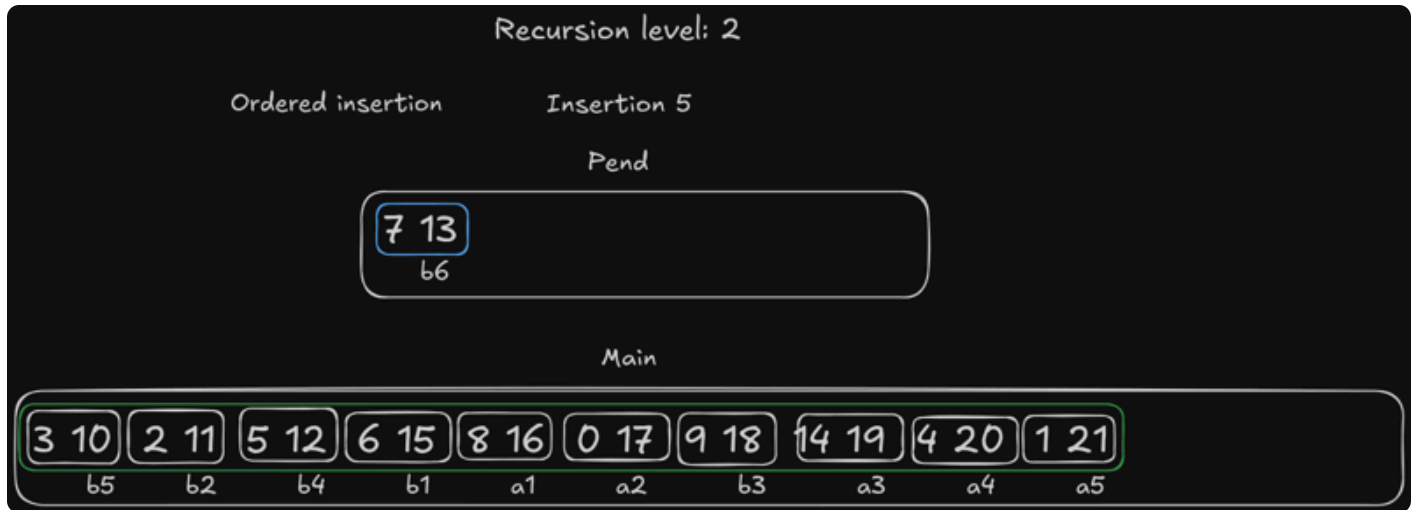 Recursion level: 2
Ordered insertion Insertion 5
Pend
7 13
b6
Main
3 10 2 11 5 12 6 15 8 16 0 17 9 18 14 19 4 20 1 21
b5 b2 b4 b1 a1 a2 b3 a3 a4 a5